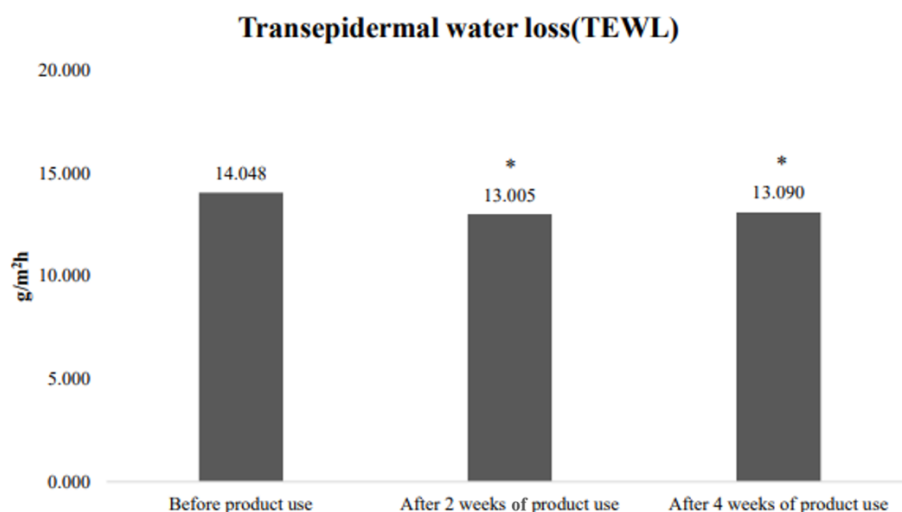 Transepidermal water loss(TEWL)
20.000
15.000
10.000
5.000
0.000
g/m²h
14.048
*
13.005
*
13.090
Before product use
After 2 weeks of product use
After 4 weeks of product use